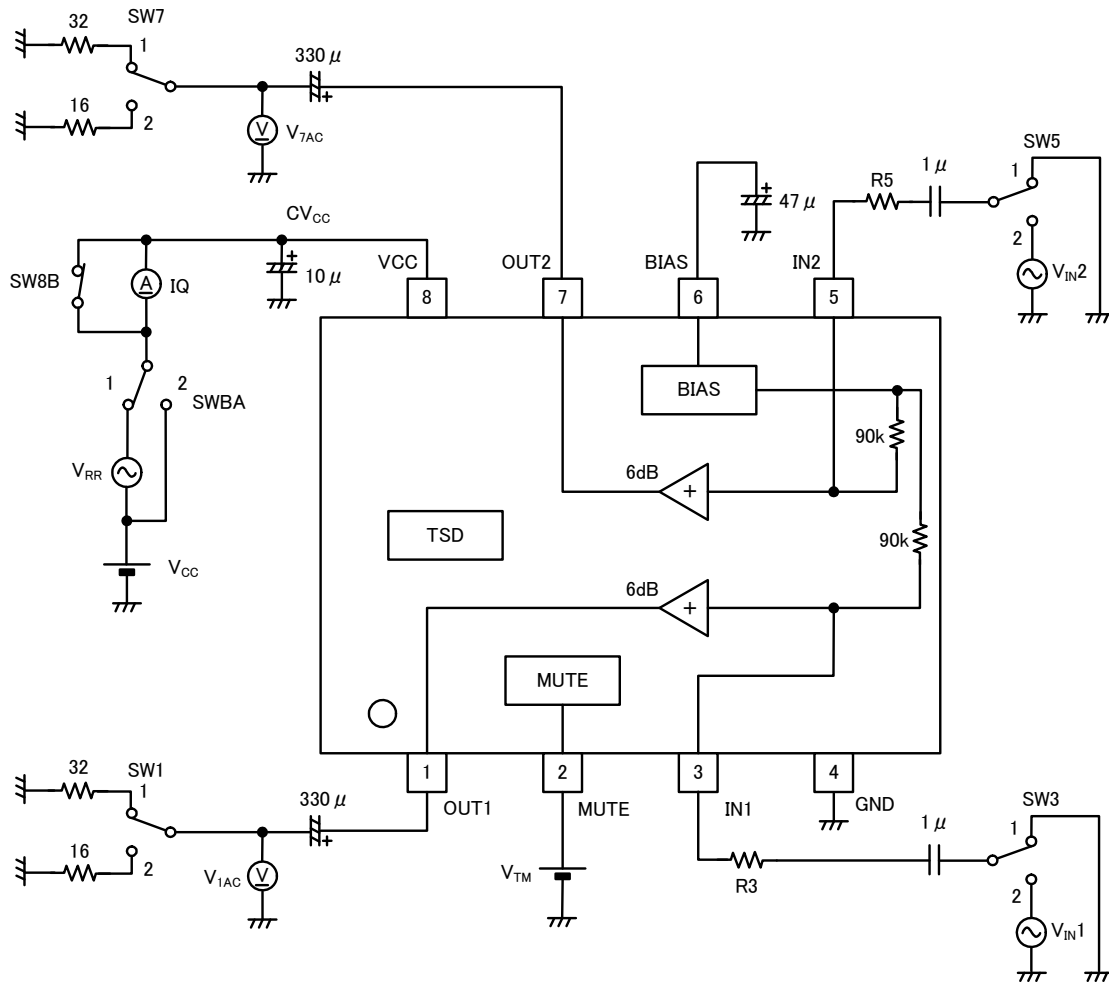 SW7
32
1
330μ
16
2
V
V7AC
SW5
1μ
1
R5
2
VIN2
CVCC
47μ
10μ
VCC
OUT2
BIAS
IN2
SW8B
A
IQ
8
7
6
5
1
2
SWBA
BIAS
90k
VRR
6dB
+
TSD
90k
VCC
6dB
+
MUTE
32
SW1
1
330μ
1
2
3
4
OUT1
MUTE
IN1
GND
SW3
1μ
1
16
2
V1AC
V
VTM
R3
2
VIN1